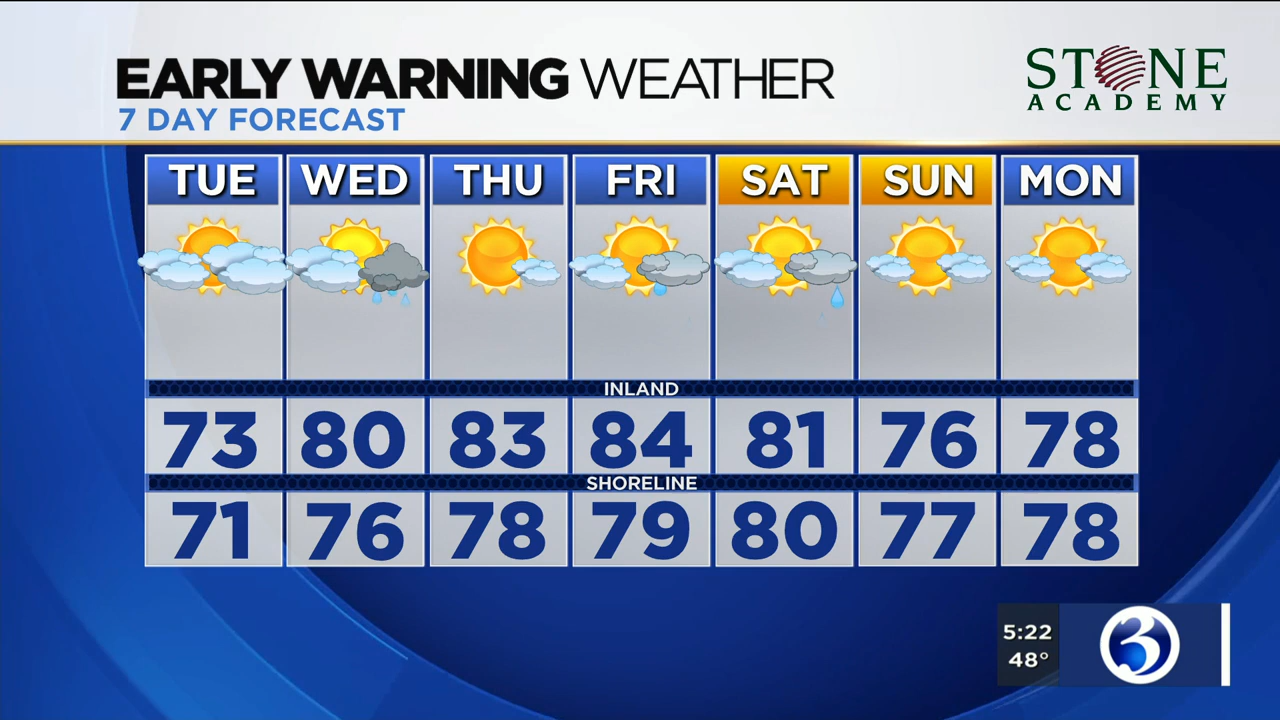 EARLY WARNING WEATHER
7 DAY FORECAST
STONE
ACADEMY
TUE WED THU FRI SAT SUN MON
INLAND
73 80 83 84 81 76 78
SHORELINE
71 76 78 79 80 77 78
5:22
48°
3